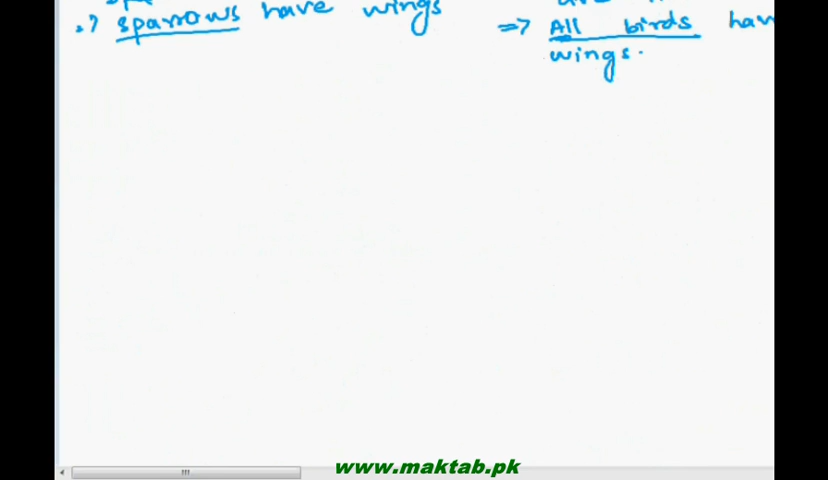 ∴ sparrows have wings
⇒ All birds hav
wings.
www.maktab.pk